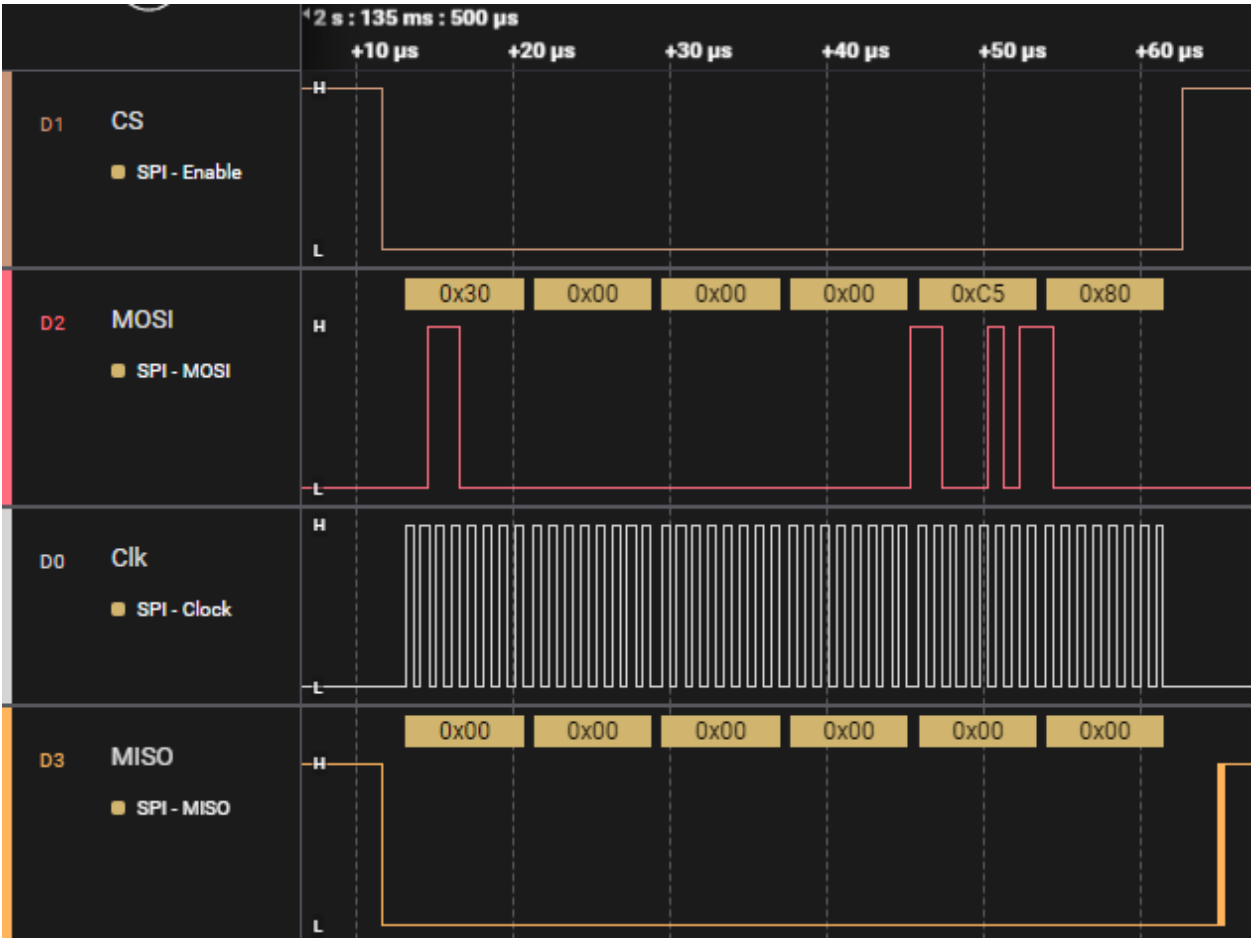 2 s : 135 ms : 500 µs
+10 µs +20 µs +30 µs +40 µs +50 µs +60 µs
H
D1 CS
SPI - Enable
L
0x30 0x00 0x00 0x00 0xC5 0x80
D2 MOSI H
SPI - MOSI
L
H
D0 Clk
SPI - Clock
L
0x00 0x00 0x00 0x00 0x00 0x00
D3 MISO H
SPI - MISO
L